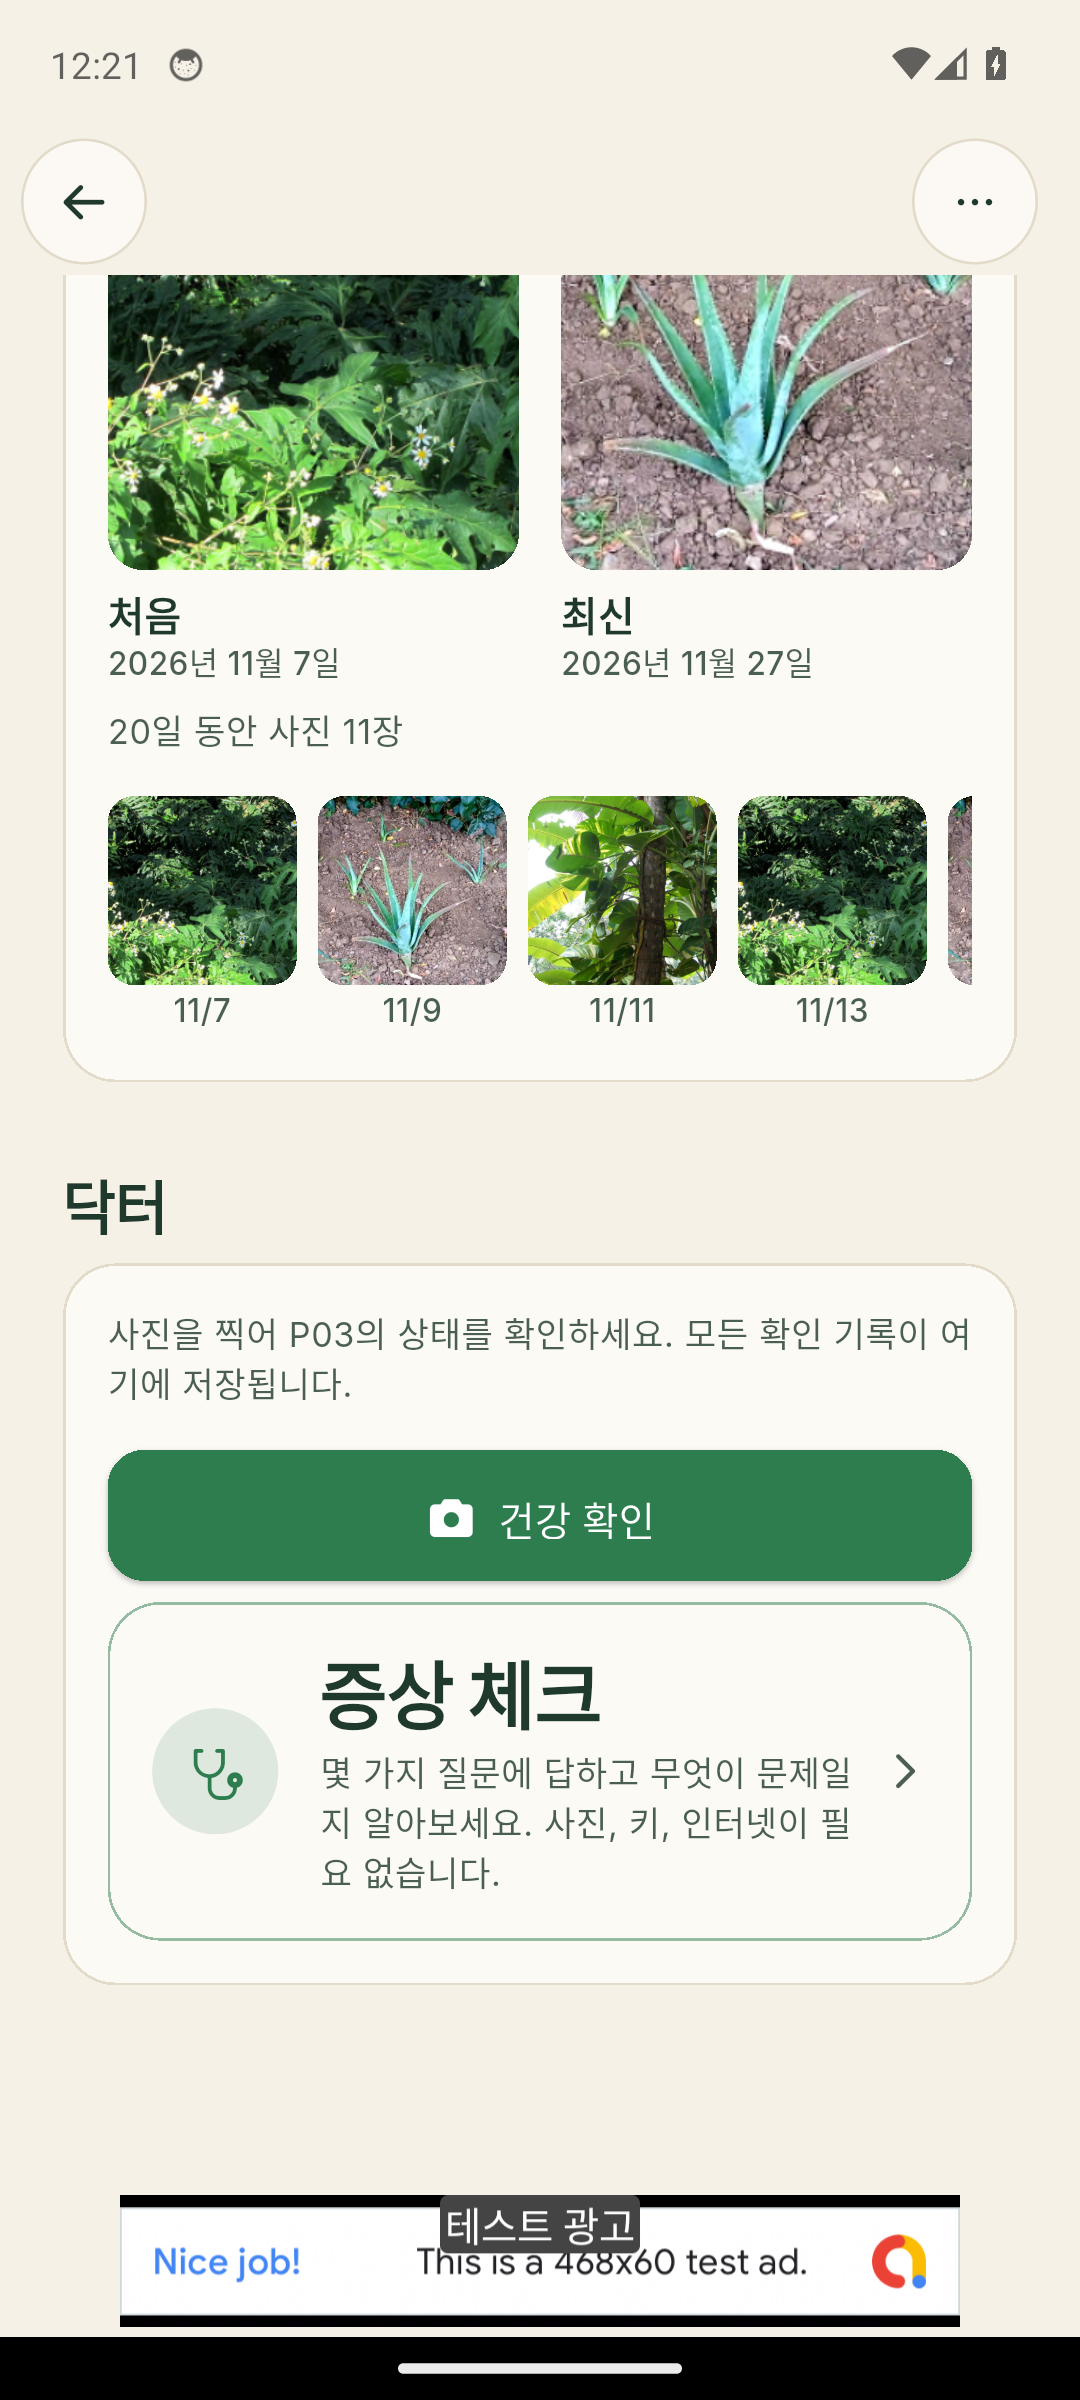 12:21
처음
2026년 11월 7일
최신
2026년 11월 27일
20일 동안 사진 11장
11/7
11/9
11/11
11/13
닥터
사진을 찍어 P03의 상태를 확인하세요. 모든 확인 기록이 여
기에 저장됩니다.
건강 확인
증상 체크
몇 가지 질문에 답하고 무엇이 문제일
지 알아보세요. 사진, 키, 인터넷이 필
요 없습니다.
테스트 광고
Nice job!
This is a 468x60 test ad.